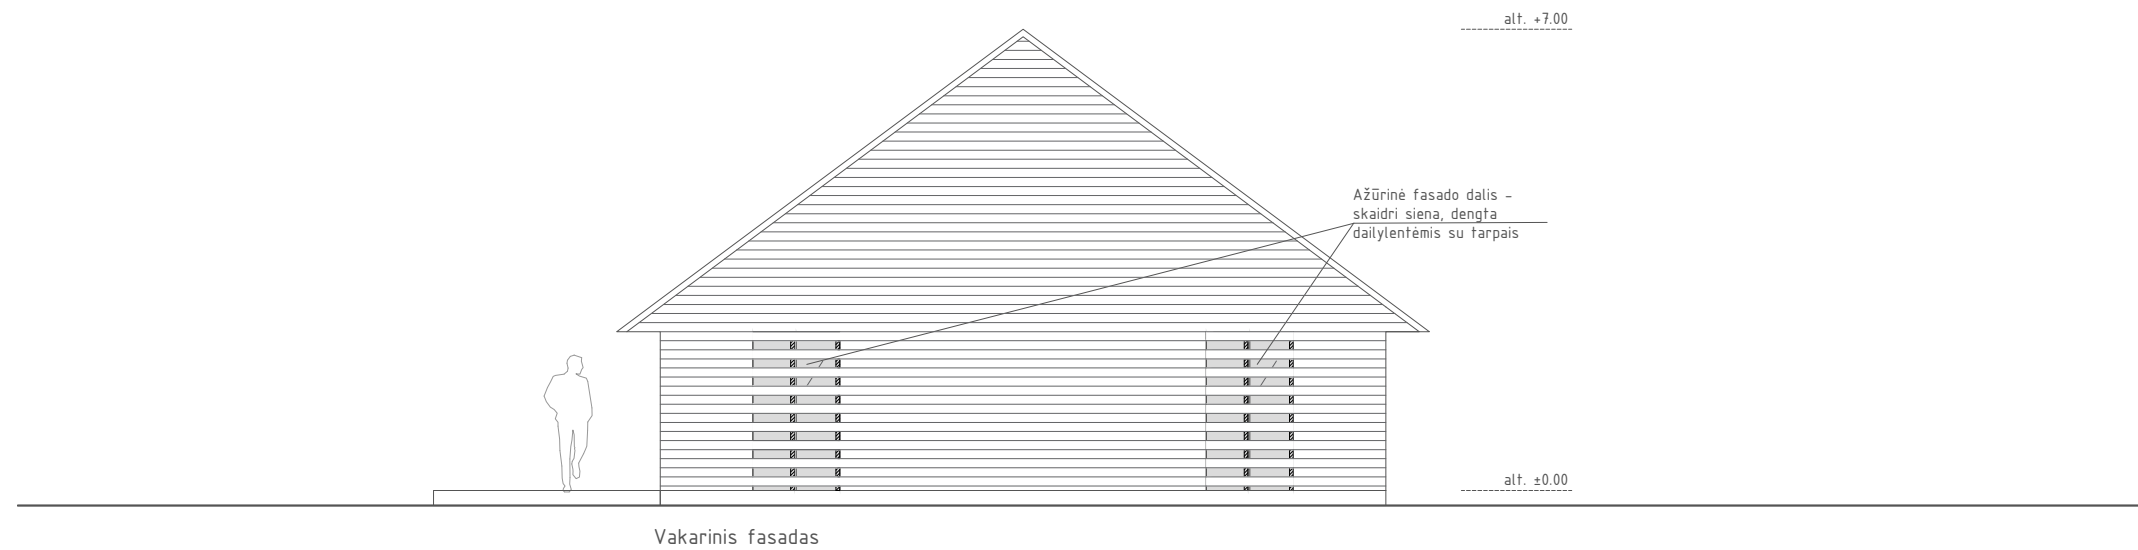 alt. +7.00
Ažūrinė fasado dalis -
skaidri siena, dengta
dailylentėmis su tarpais
alt. ±0.00
Vakarinis fasadas